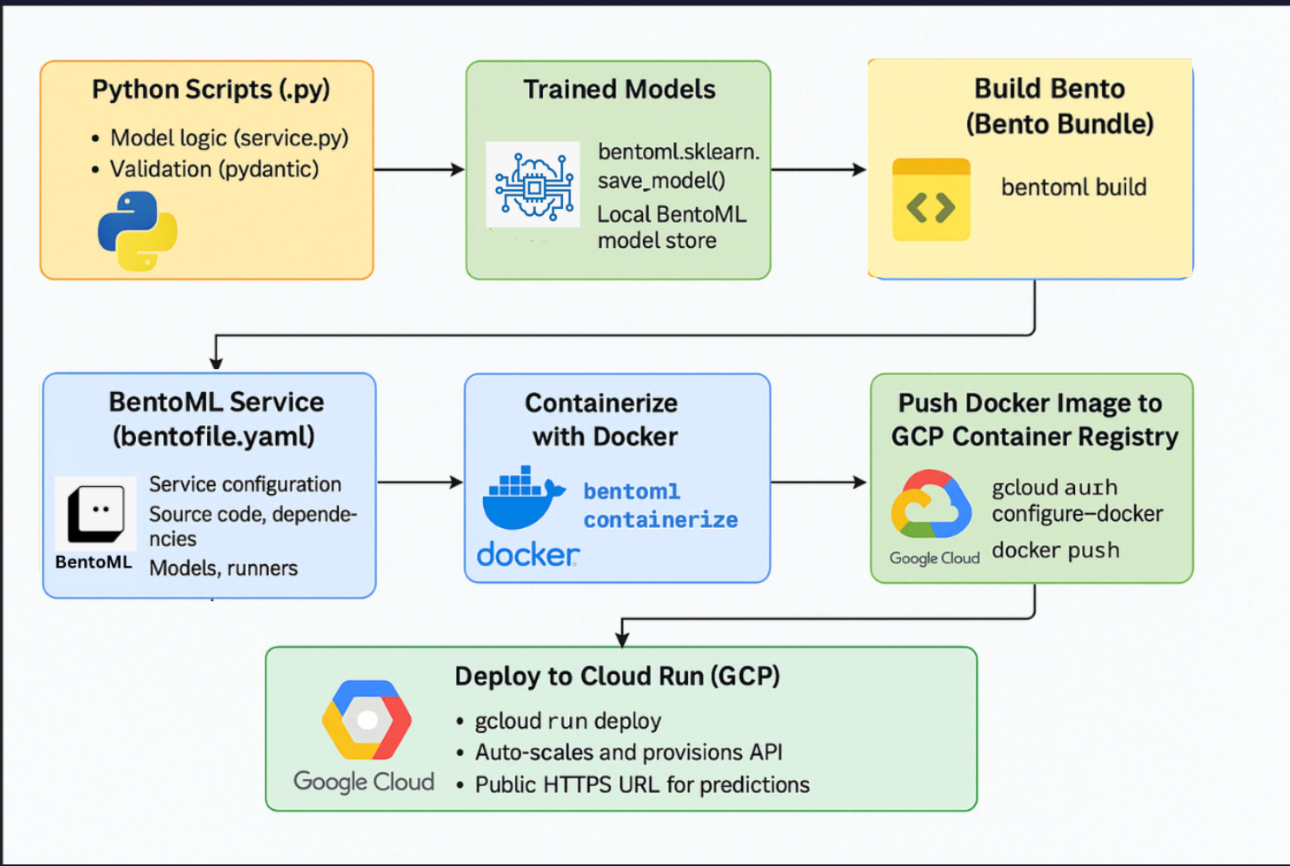 Python Scripts (.py)
• Model logic (service.py)
• Validation (pydantic)
Trained Models
bentoml.sklearn.
save_model()
Local BentoML
model store
Build Bento
(Bento Bundle)
bentoml build
BentoML Service
(bentofile.yaml)
Service configuration
Source code, depende-
ncies
Models, runners
BentoML
Containerize
with Docker
bentoml
containerize
docker
Push Docker Image to
GCP Container Registry
gcloud aurh
configure-docker
docker push
Google Cloud
Deploy to Cloud Run (GCP)
• gcloud run deploy
• Auto-scales and provisions API
• Public HTTPS URL for predictions
Google Cloud